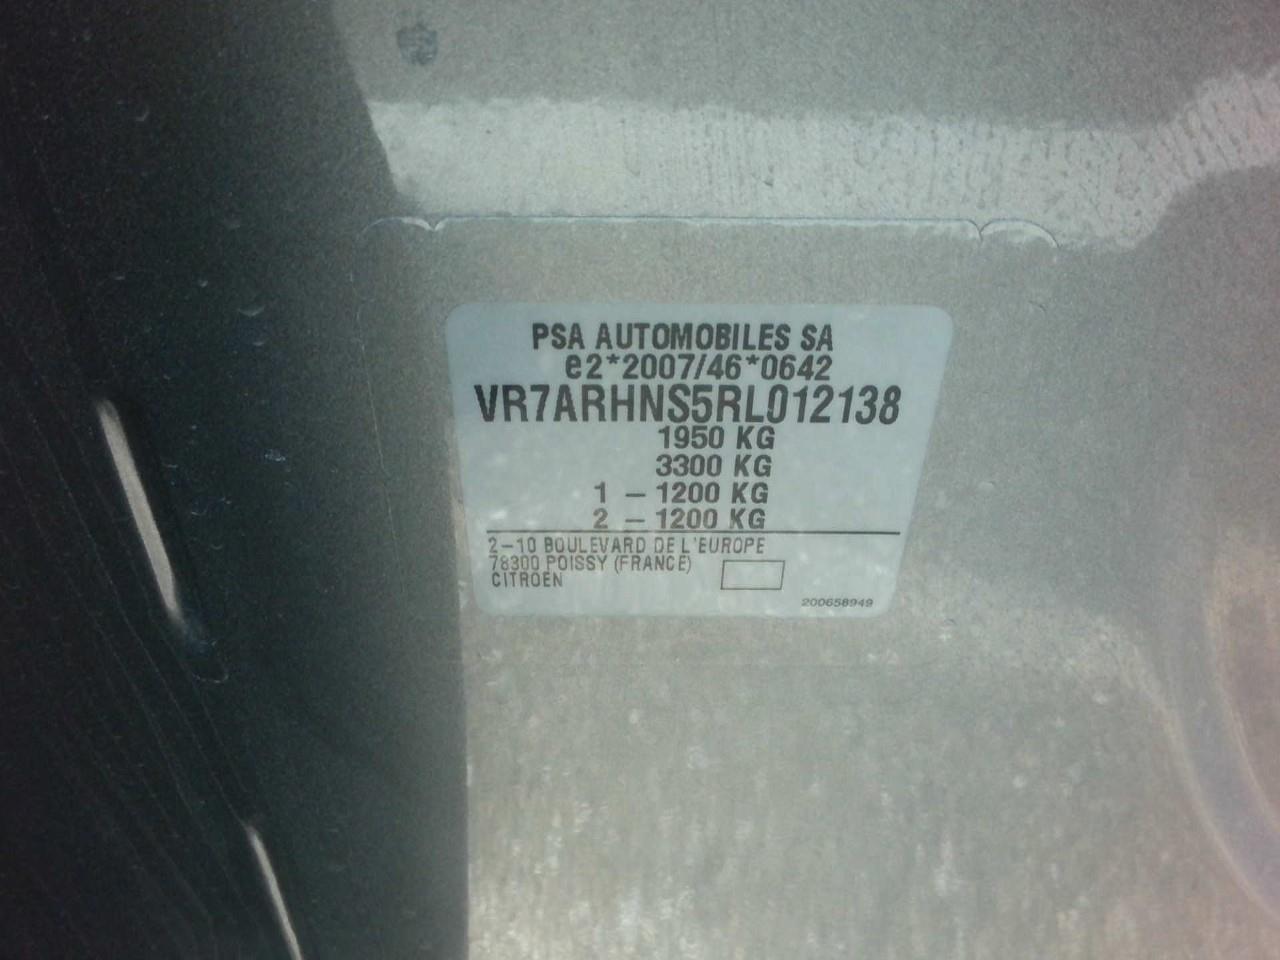 PSA AUTOMOBILES SA
e2*2007/46*0642
VR7ARHNS5RL012138
1950 KG
3300 KG
1 – 1200 KG
2 – 1200 KG
2–10 BOULEVARD DE L'EUROPE
78300 POISSY (FRANCE)
CITROEN
200658949